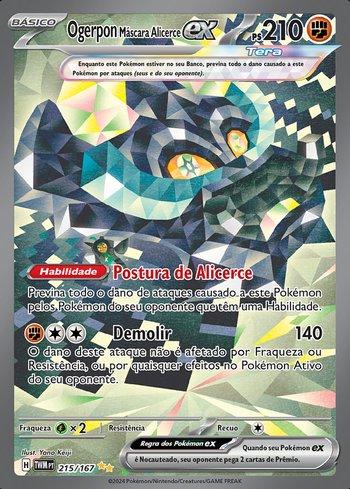 BÁSICO
Ogerpon Máscara Alicerce ex PS 210
Tera
Enquanto este Pokémon estiver no seu Banco, previna todo o dano causado a este
Pokémon por ataques (seus e do seu oponente).
Habilidade Postura de Alicerce
Previna todo o dano de ataques causado a este Pokémon
pelos Pokémon do seu oponente que têm uma Habilidade.
Demolir 140
O dano deste ataque não é afetado por Fraqueza ou
Resistência, ou por quaisquer efeitos no Pokémon Ativo
do seu oponente.
Fraqueza × 2 Resistência Recuo
Ilust. Yano Keiji
Regra dos Pokémon ex Quando seu Pokémon ex
é Nocauteado, seu oponente pega 2 cartas de Prêmio.
H TWM PT 215/167
©2024 Pokémon/Nintendo/Creatures/GAME FREAK